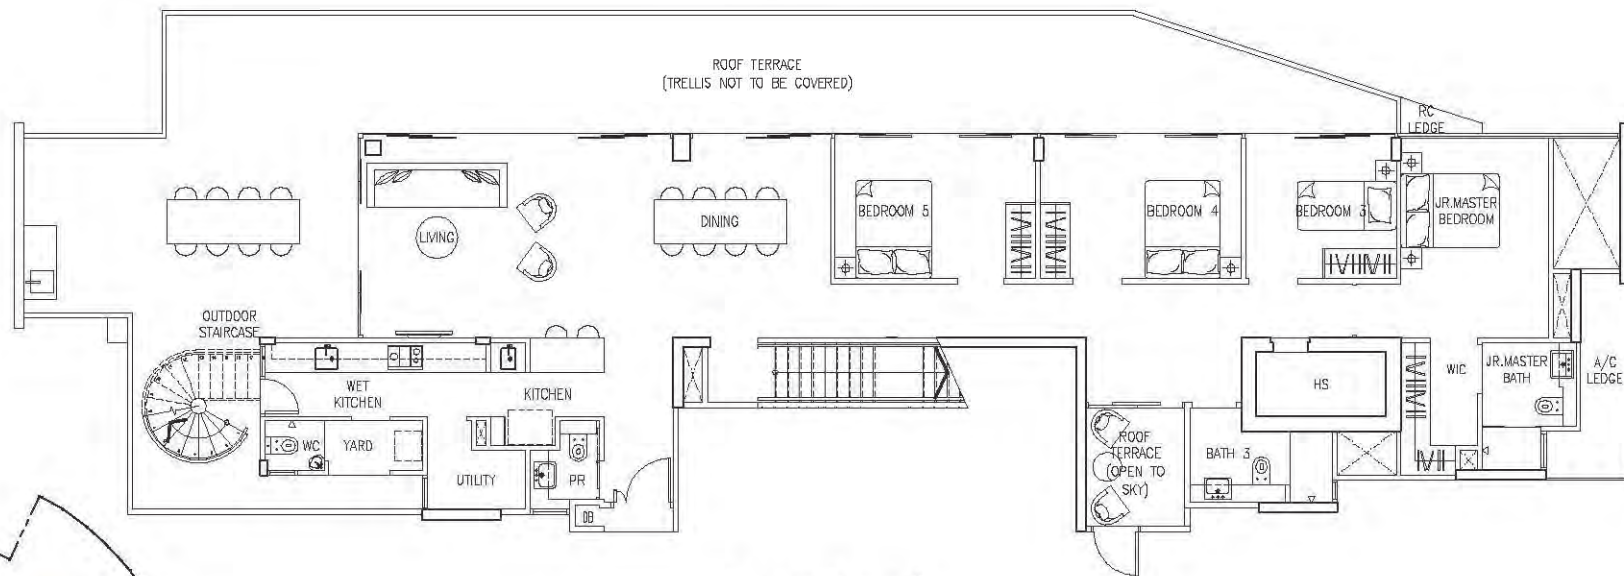 ROOF TERRACE
(TRELLIS NOT TO BE COVERED)
RC
LEDGE
BEDROOM 5
BEDROOM 4
BEDROOM 3
JR.MASTER
BEDROOM
DINING
LIVING
OUTDOOR
STAIRCASE
WET
KITCHEN
KITCHEN
HS
WIC
JR.MASTER
BATH
A/C
LEDGE
WC
YARD
UTILITY
PR
DB
ROOF
TERRACE
(OPEN TO
SKY)
BATH 3